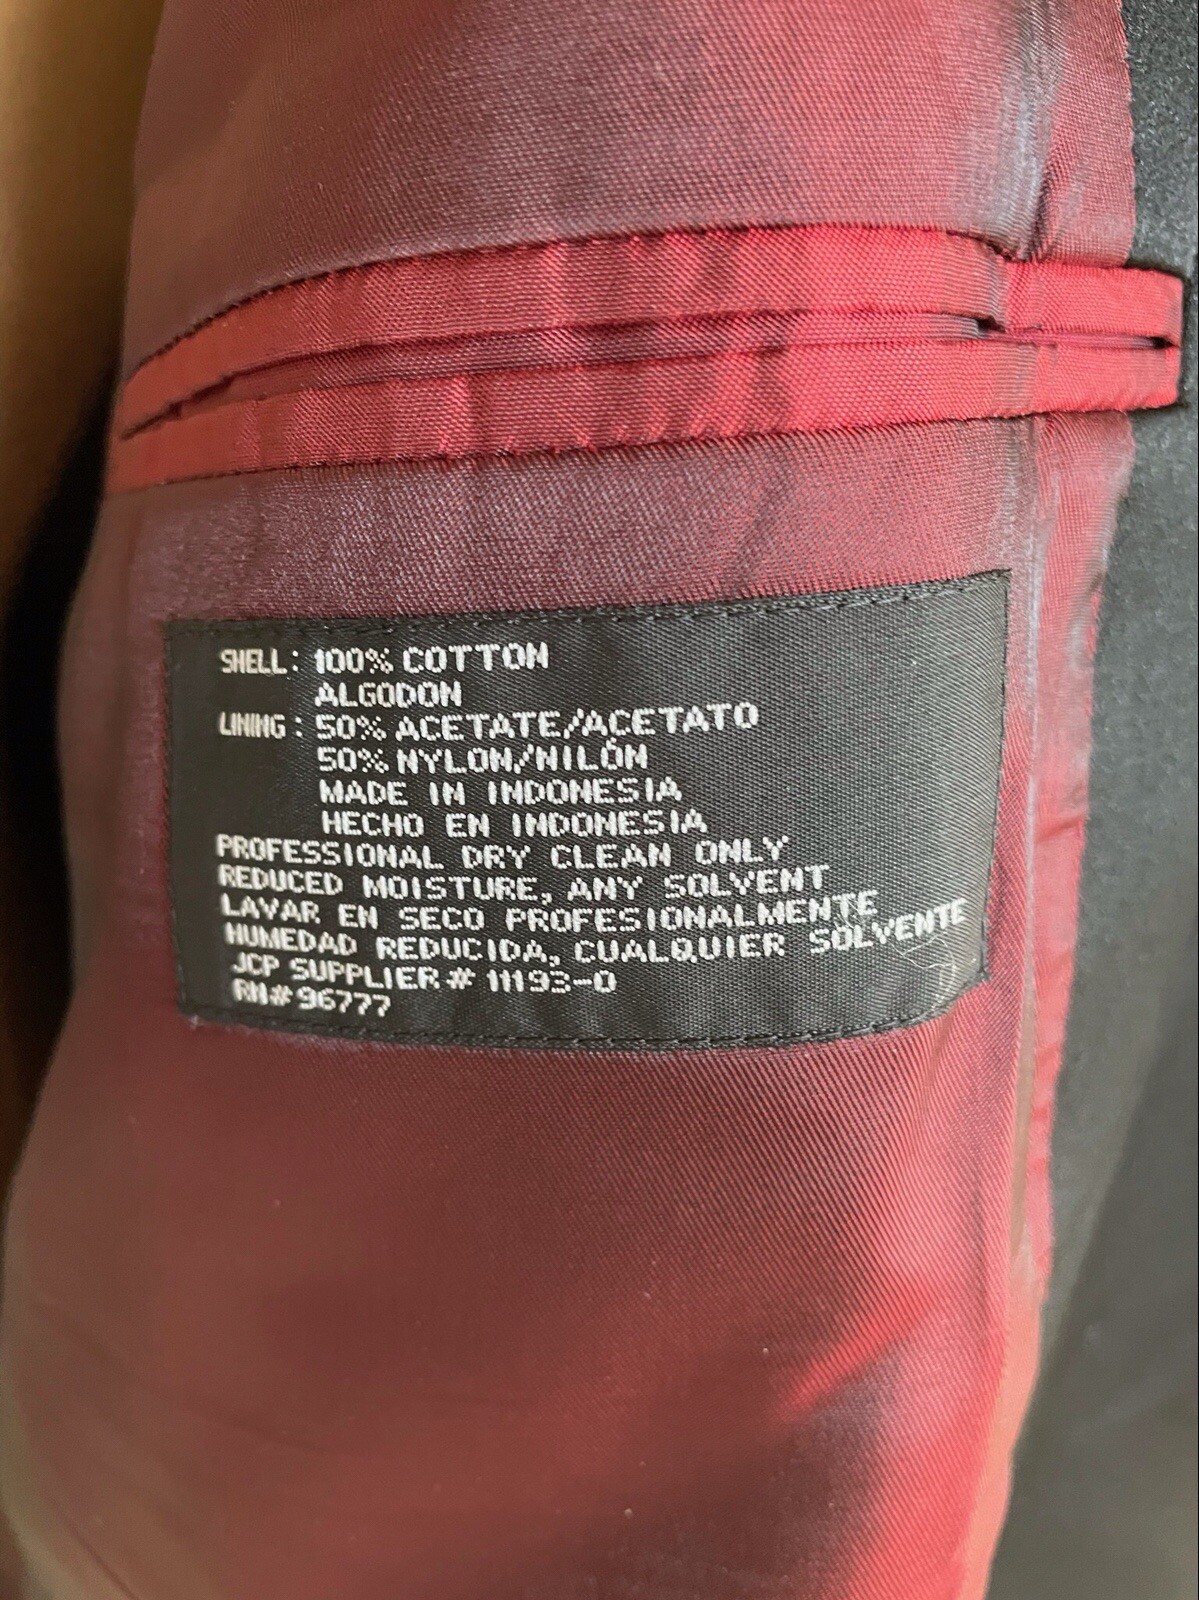 SHELL: 100% COTTON
ALGODON
LINING: 50% ACETATE/ACETATO
50% NYLON/NILÓN
MADE IN INDONESIA
HECHO EN INDONESIA
PROFESSIONAL DRY CLEAN ONLY
REDUCED MOISTURE, ANY SOLVENT
LAVAR EN SECO PROFESIONALMENTE
HUMEDAD REDUCIDA, CUALQUIER SOLVENTE
JCP SUPPLIER# 11193-0
RN# 96777